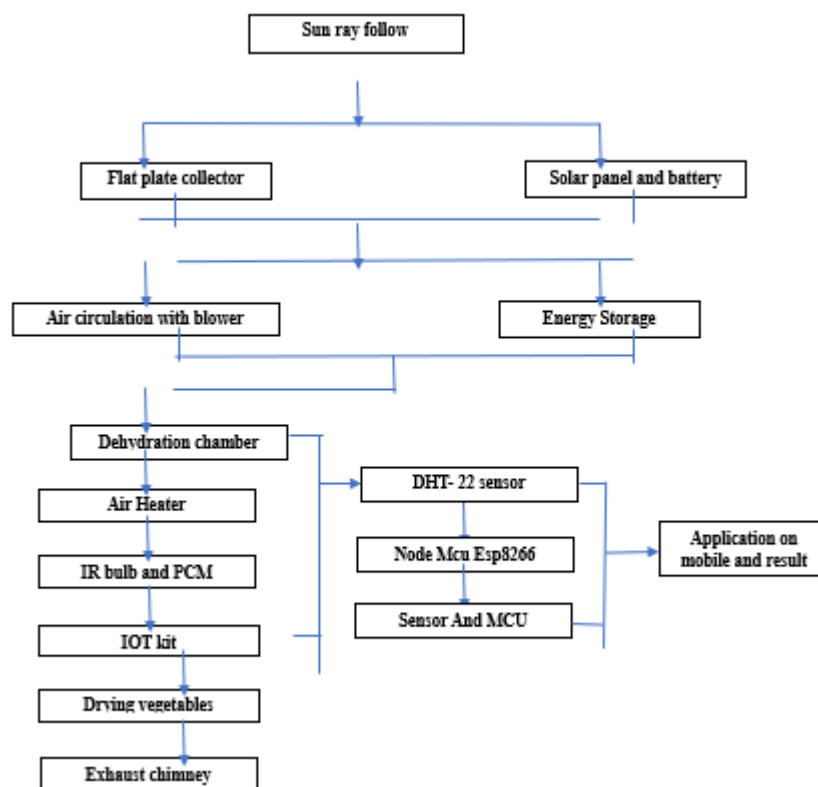 Sun ray follow
Flat plate collector
Solar panel and battery
Air circulation with blower
Energy Storage
Dehydration chamber
DHT- 22 sensor
Air Heater
Application on
mobile and result
Node Mcu Esp8266
IR bulb and PCM
Sensor And MCU
IOT kit
Drying vegetables
Exhaust chimney